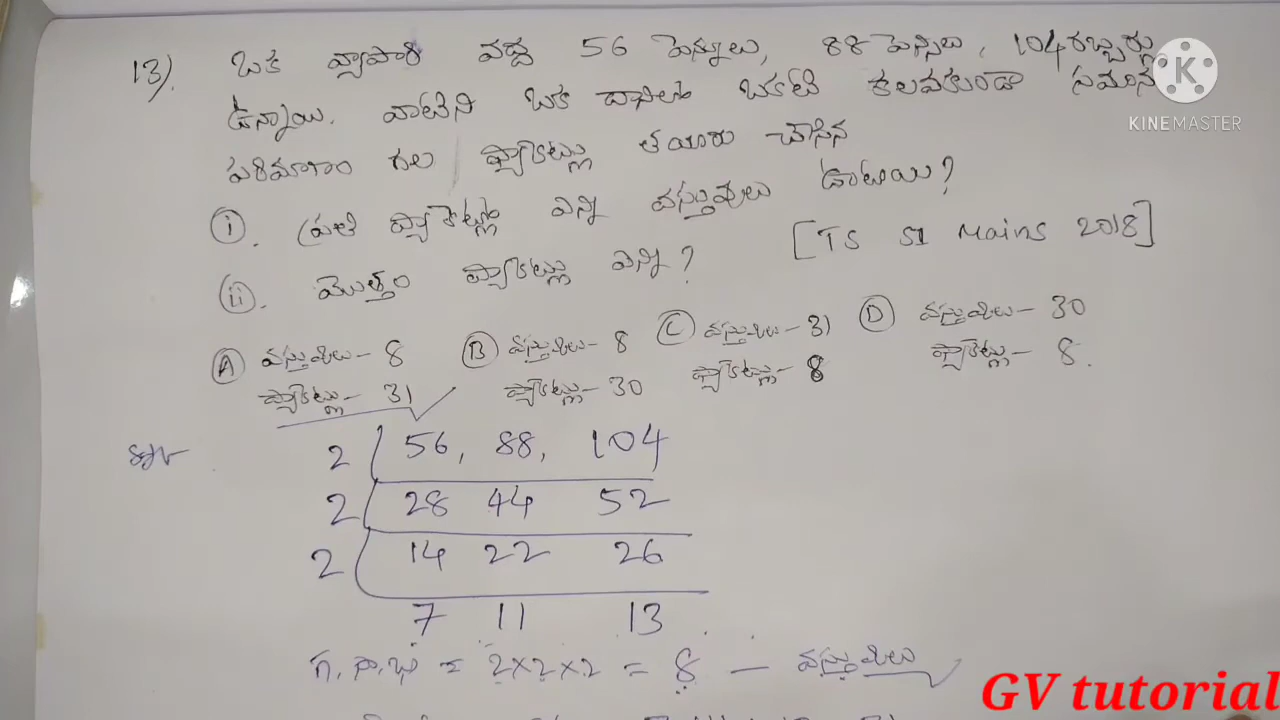 13). ఒక వ్యాపారి వద్ద 56 పెన్నులు, 88 పెన్సిల్లు, 104 రబ్బర్లు
ఉన్నాయి. వాటిని ఒక దానిలో ఒకటి కలవకుండా సమాన
పరిమాణం గల ప్యాకెట్లు తయారు చేసిన
i. ప్రతి ప్యాకెట్లో ఎన్ని వస్తువులు ఉంటాయి?
ii. మొత్తం ప్యాకెట్లు ఎన్ని? [TS SI Mains 2018]
A వస్తువులు - 8 B వస్తువులు - 8 C వస్తువులు - 31 D వస్తువులు - 30
ప్యాకెట్లు - 31 ప్యాకెట్లు - 30 ప్యాకెట్లు - 8 ప్యాకెట్లు - 8.
2 56, 88, 104
2 28 44 52
2 14 22 26
7 11 13
గ.సా.భా = 2×2×2 = 8 — వస్తువులు
KINEMASTER
GV tutorial